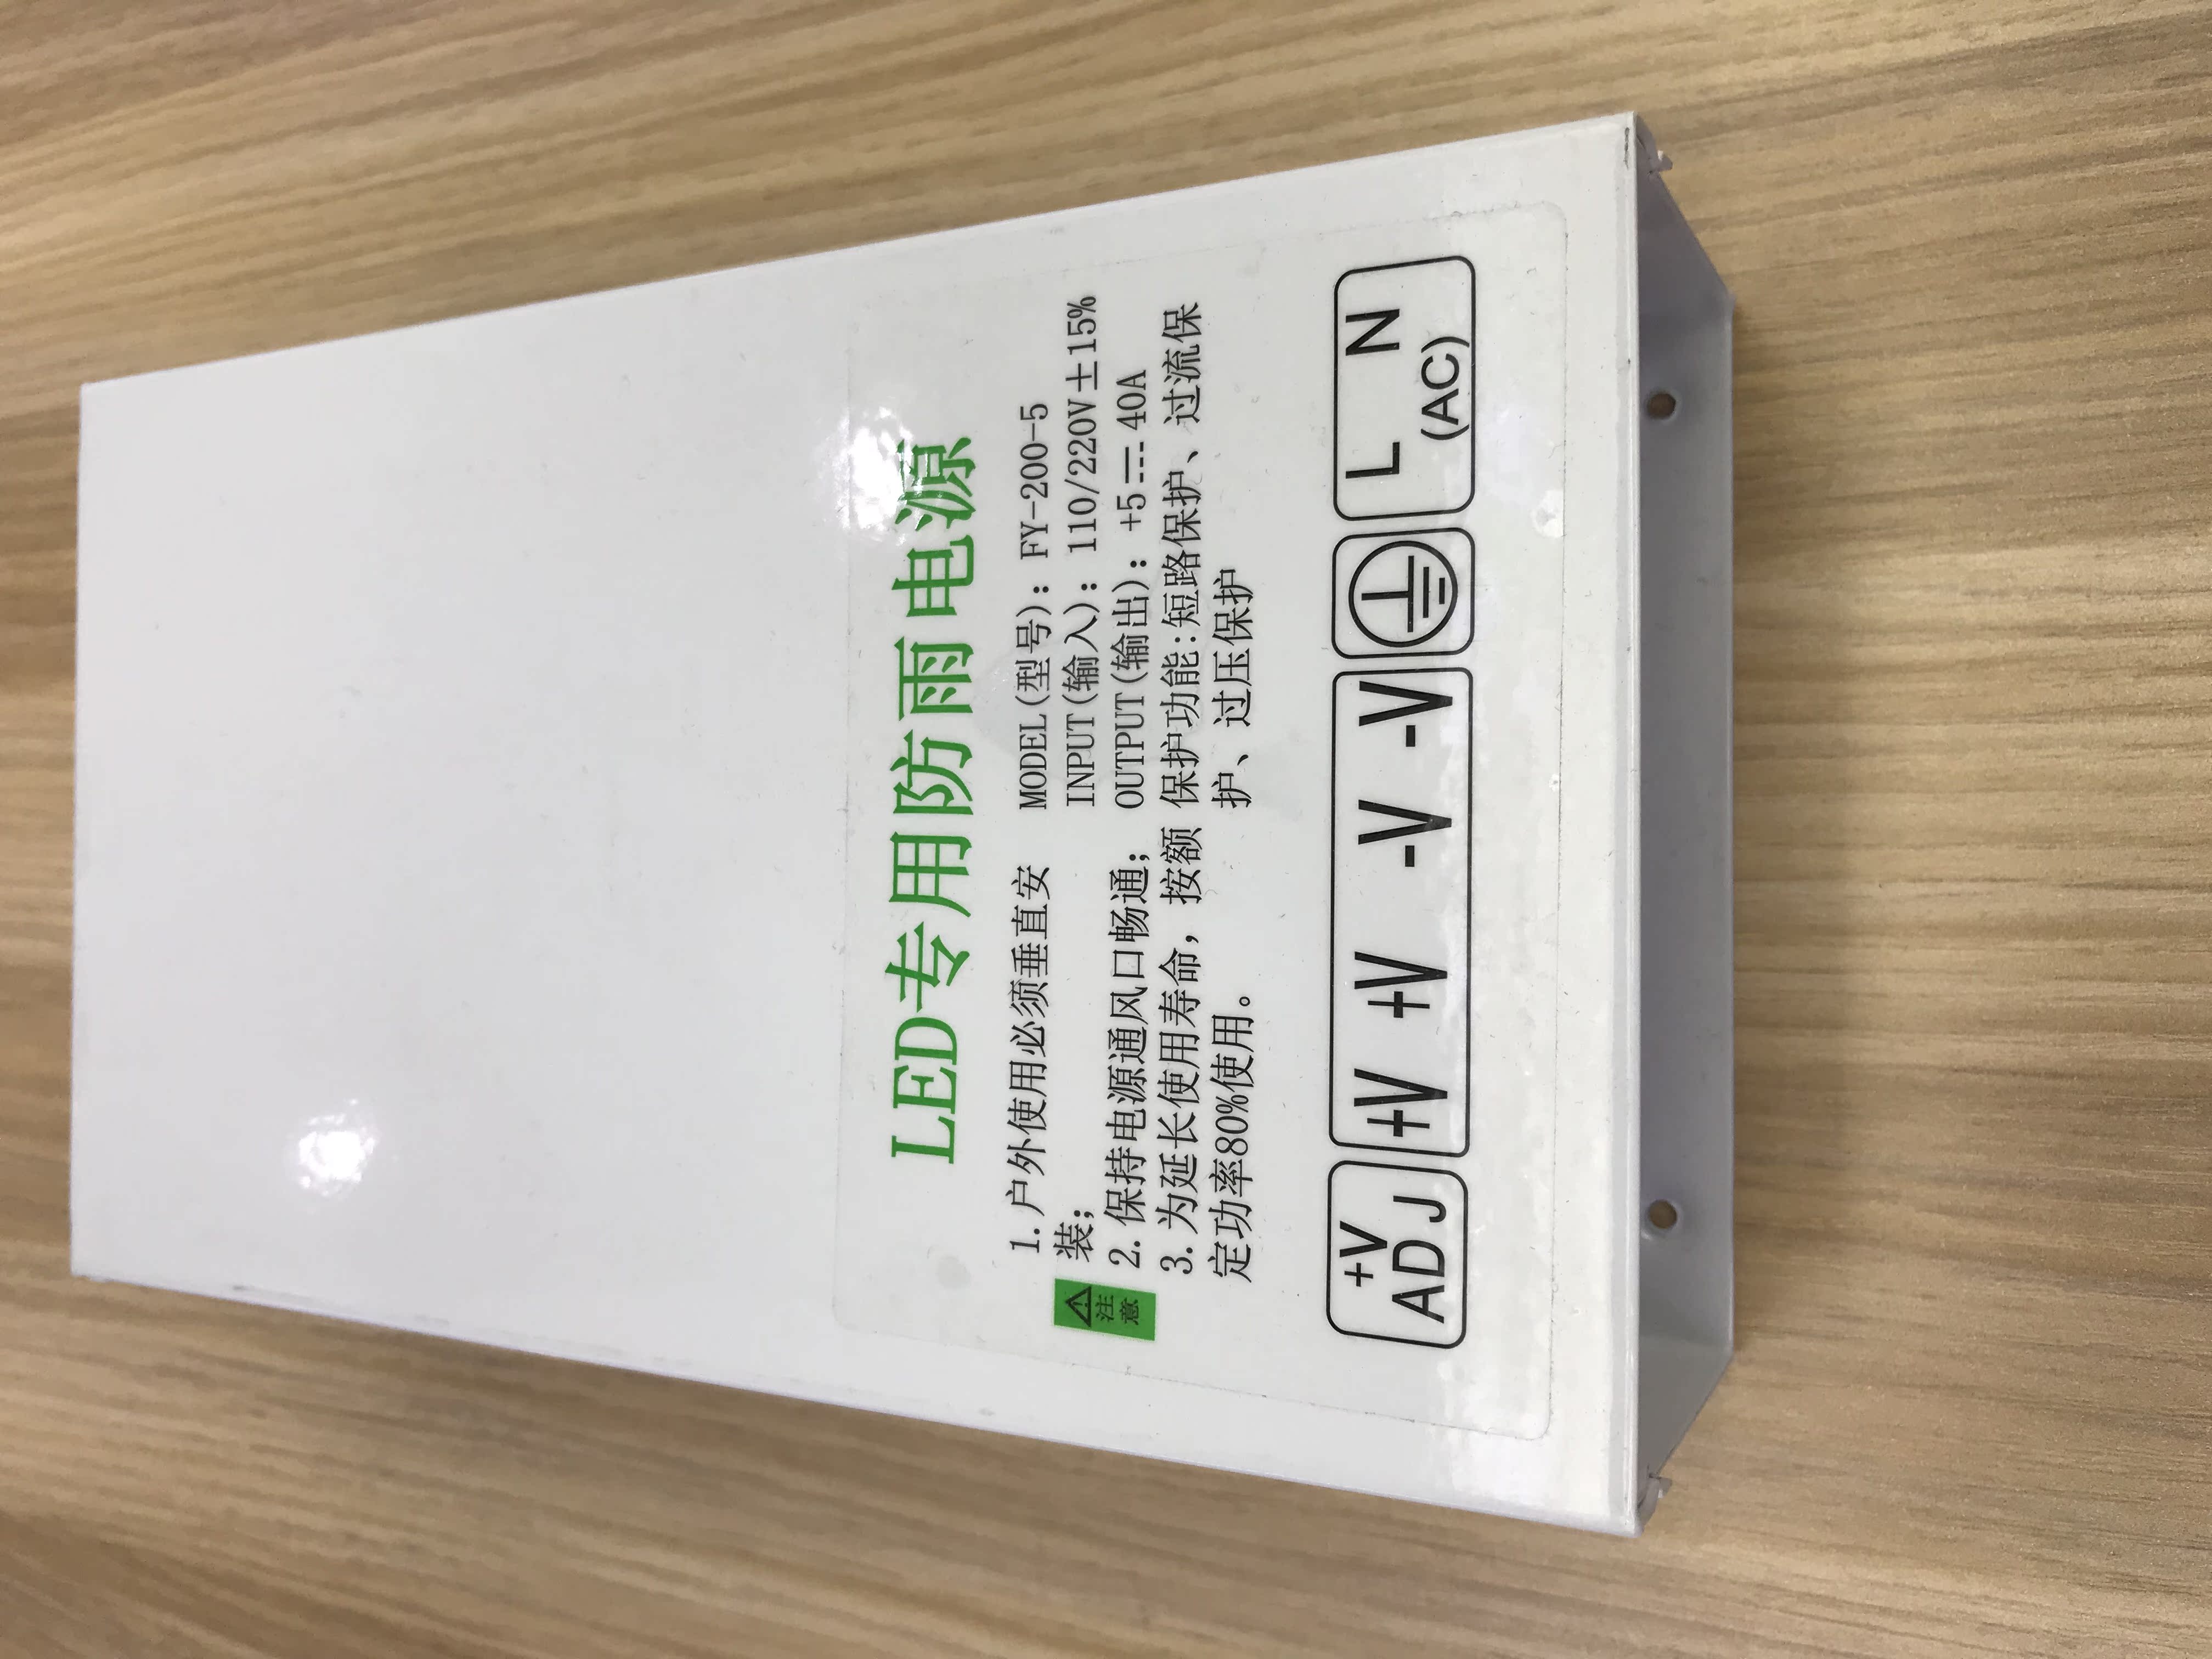 LED专用防雨电源
注意
1.户外使用必须垂直安
装；
2.保持电源通风口畅通；
3.为延长使用寿命，按额
定功率80%使用。
MODEL(型号)：FY-200-5
INPUT(输入)：110/220V±15%
OUTPUT(输出)：+5⎓40A
保护功能:短路保护、过流保
护、过压保护
+V
ADJ
+V +V -V -V
L N
(AC)